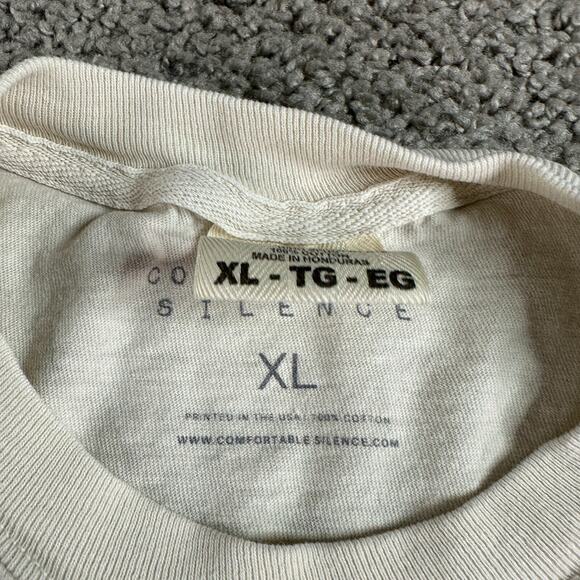 100% COTTON
MADE IN HONDURAS
XL - TG - EG
CO
SILENCE
XL
PRINTED IN THE USA | 100% COTTON
WWW.COMFORTABLESILENCE.COM